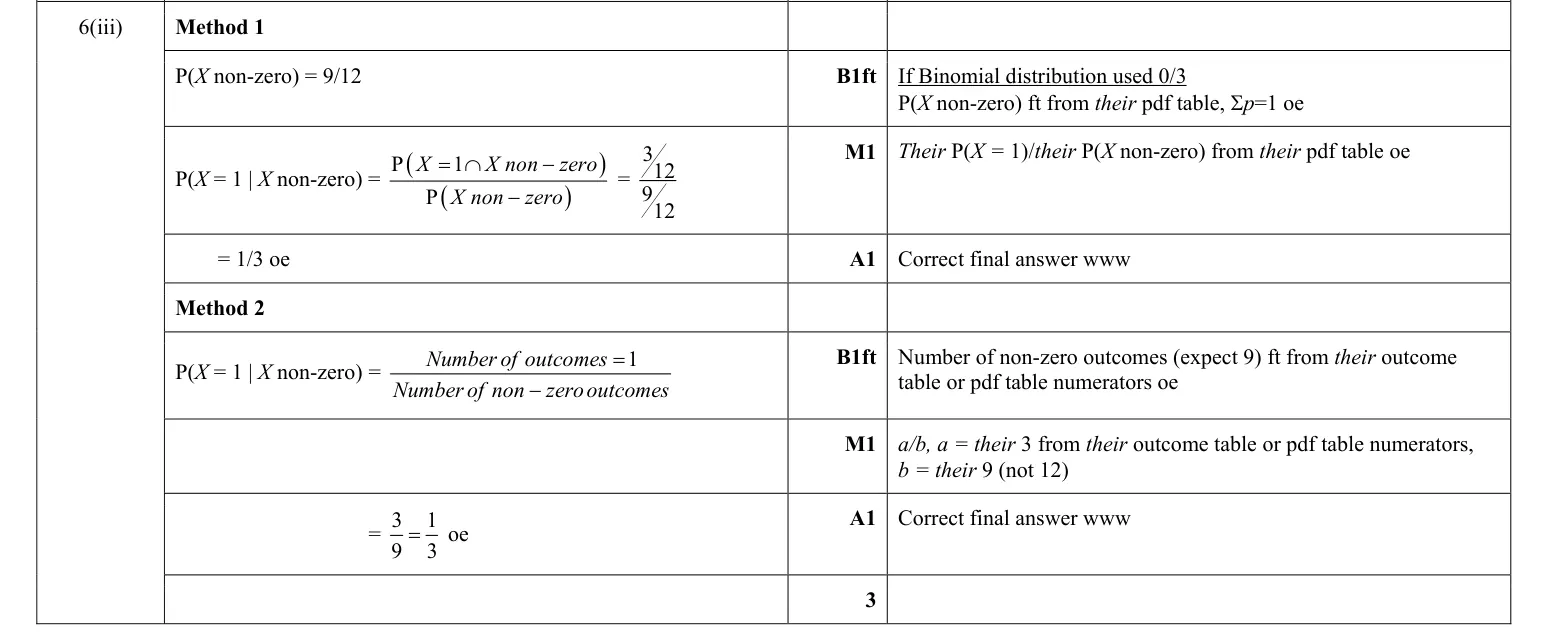 6(iii) Method 1
P(X non-zero) = 9/12 B1ft If Binomial distribution used 0/3
P(X non-zero) ft from their pdf table, Σp=1 oe
P(X = 1 | X non-zero) = P(X = 1 ∩ X non − zero) / P(X non − zero) = 3/12 / 9/12 M1 Their P(X = 1)/their P(X non-zero) from their pdf table oe
= 1/3 oe A1 Correct final answer www
Method 2
P(X = 1 | X non-zero) = Number of outcomes = 1 / Number of non − zero outcomes B1ft Number of non-zero outcomes (expect 9) ft from their outcome
table or pdf table numerators oe
M1 a/b, a = their 3 from their outcome table or pdf table numerators,
b = their 9 (not 12)
= 3/9 = 1/3 oe A1 Correct final answer www
3